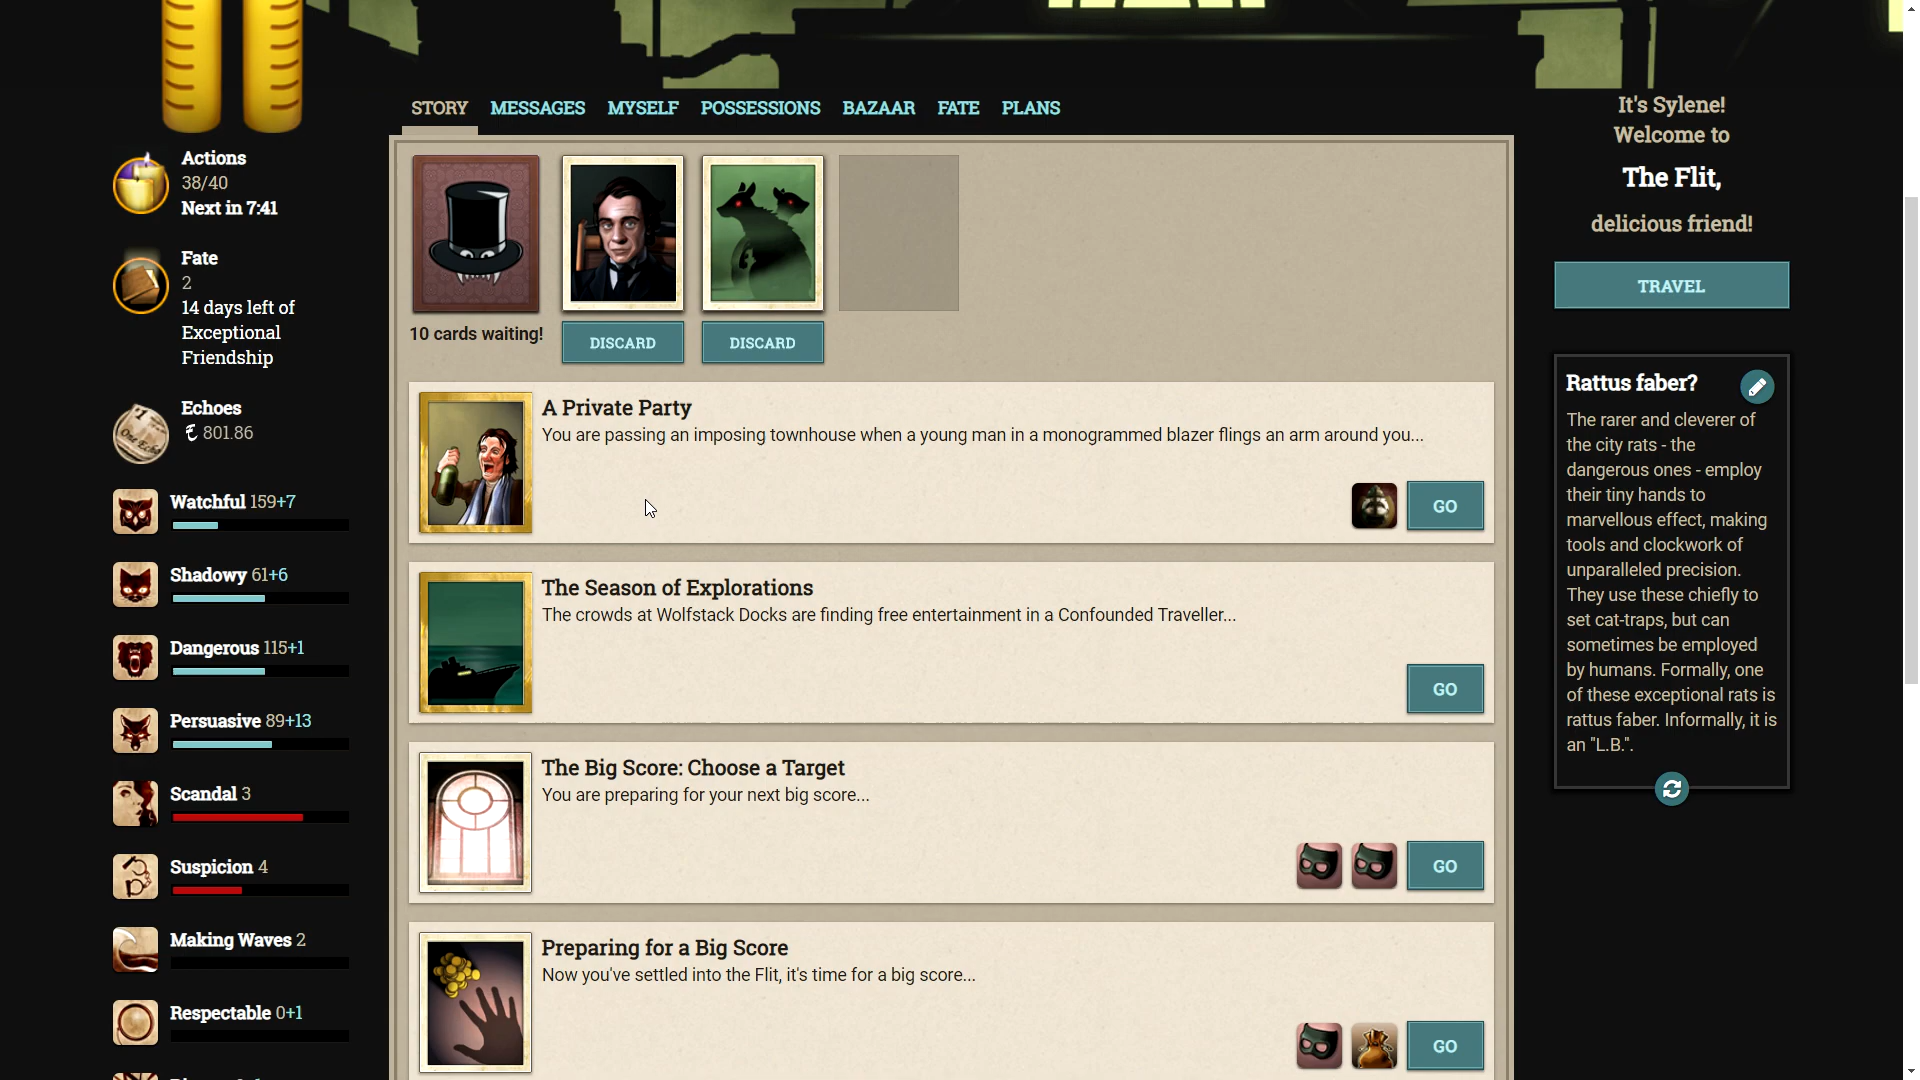 STORY MESSAGES MYSELF POSSESSIONS BAZAAR FATE PLANS
Actions
38/40
Next in 7:41
Fate
2
14 days left of
Exceptional
Friendship
Echoes
801.86
Watchful 159+7
Shadowy 61+6
Dangerous 115+1
Persuasive 89+13
Scandal 3
Suspicion 4
Making Waves 2
Respectable 0+1
10 cards waiting!
DISCARD
DISCARD
A Private Party
You are passing an imposing townhouse when a young man in a monogrammed blazer flings an arm around you...
GO
The Season of Explorations
The crowds at Wolfstack Docks are finding free entertainment in a Confounded Traveller...
GO
The Big Score: Choose a Target
You are preparing for your next big score...
GO
Preparing for a Big Score
Now you've settled into the Flit, it's time for a big score...
GO
It's Sylene!
Welcome to
The Flit,
delicious friend!
TRAVEL
Rattus faber?
The rarer and cleverer of
the city rats - the
dangerous ones - employ
their tiny hands to
marvellous effect, making
tools and clockwork of
unparalleled precision.
They use these chiefly to
set cat-traps, but can
sometimes be employed
by humans. Formally, one
of these exceptional rats is
rattus faber. Informally, it is
an "L.B.".